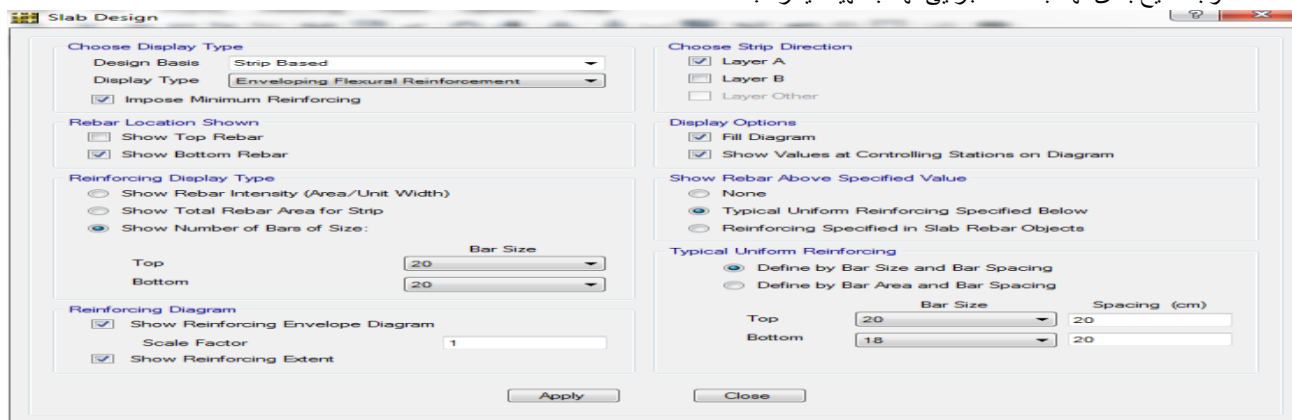 Slab Design
Choose Display Type
Design Basis Strip Based
Display Type Enveloping Flexural Reinforcement
Impose Minimum Reinforcing
Rebar Location Shown
Show Top Rebar
Show Bottom Rebar
Reinforcing Display Type
Show Rebar Intensity (Area/Unit Width)
Show Total Rebar Area for Strip
Show Number of Bars of Size:
Bar Size
Top 20
Bottom 20
Reinforcing Diagram
Show Reinforcing Envelope Diagram
Scale Factor 1
Show Reinforcing Extent
Choose Strip Direction
Layer A
Layer B
Layer Other
Display Options
Fill Diagram
Show Values at Controlling Stations on Diagram
Show Rebar Above Specified Value
None
Typical Uniform Reinforcing Specified Below
Reinforcing Specified in Slab Rebar Objects
Typical Uniform Reinforcing
Define by Bar Size and Bar Spacing
Define by Bar Area and Bar Spacing
Bar Size Spacing (cm)
Top 20 20
Bottom 18 20
Apply Close